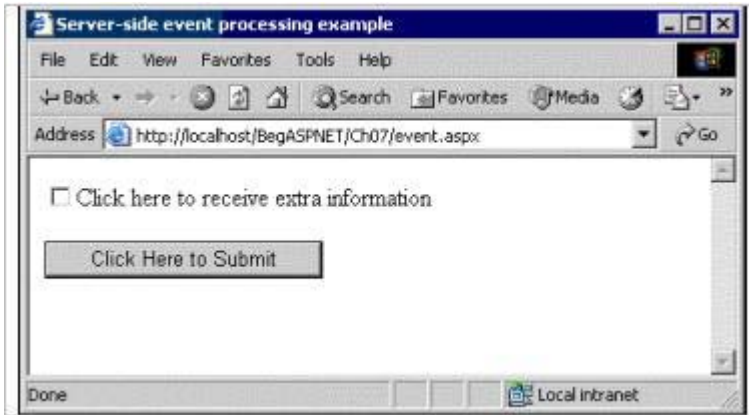 Server-side event processing example
File Edit View Favorites Tools Help
Back Search Favorites Media »
Address http://localhost/BegASPNET/Ch07/event.aspx Go
Click here to receive extra information
Click Here to Submit
Done Local intranet